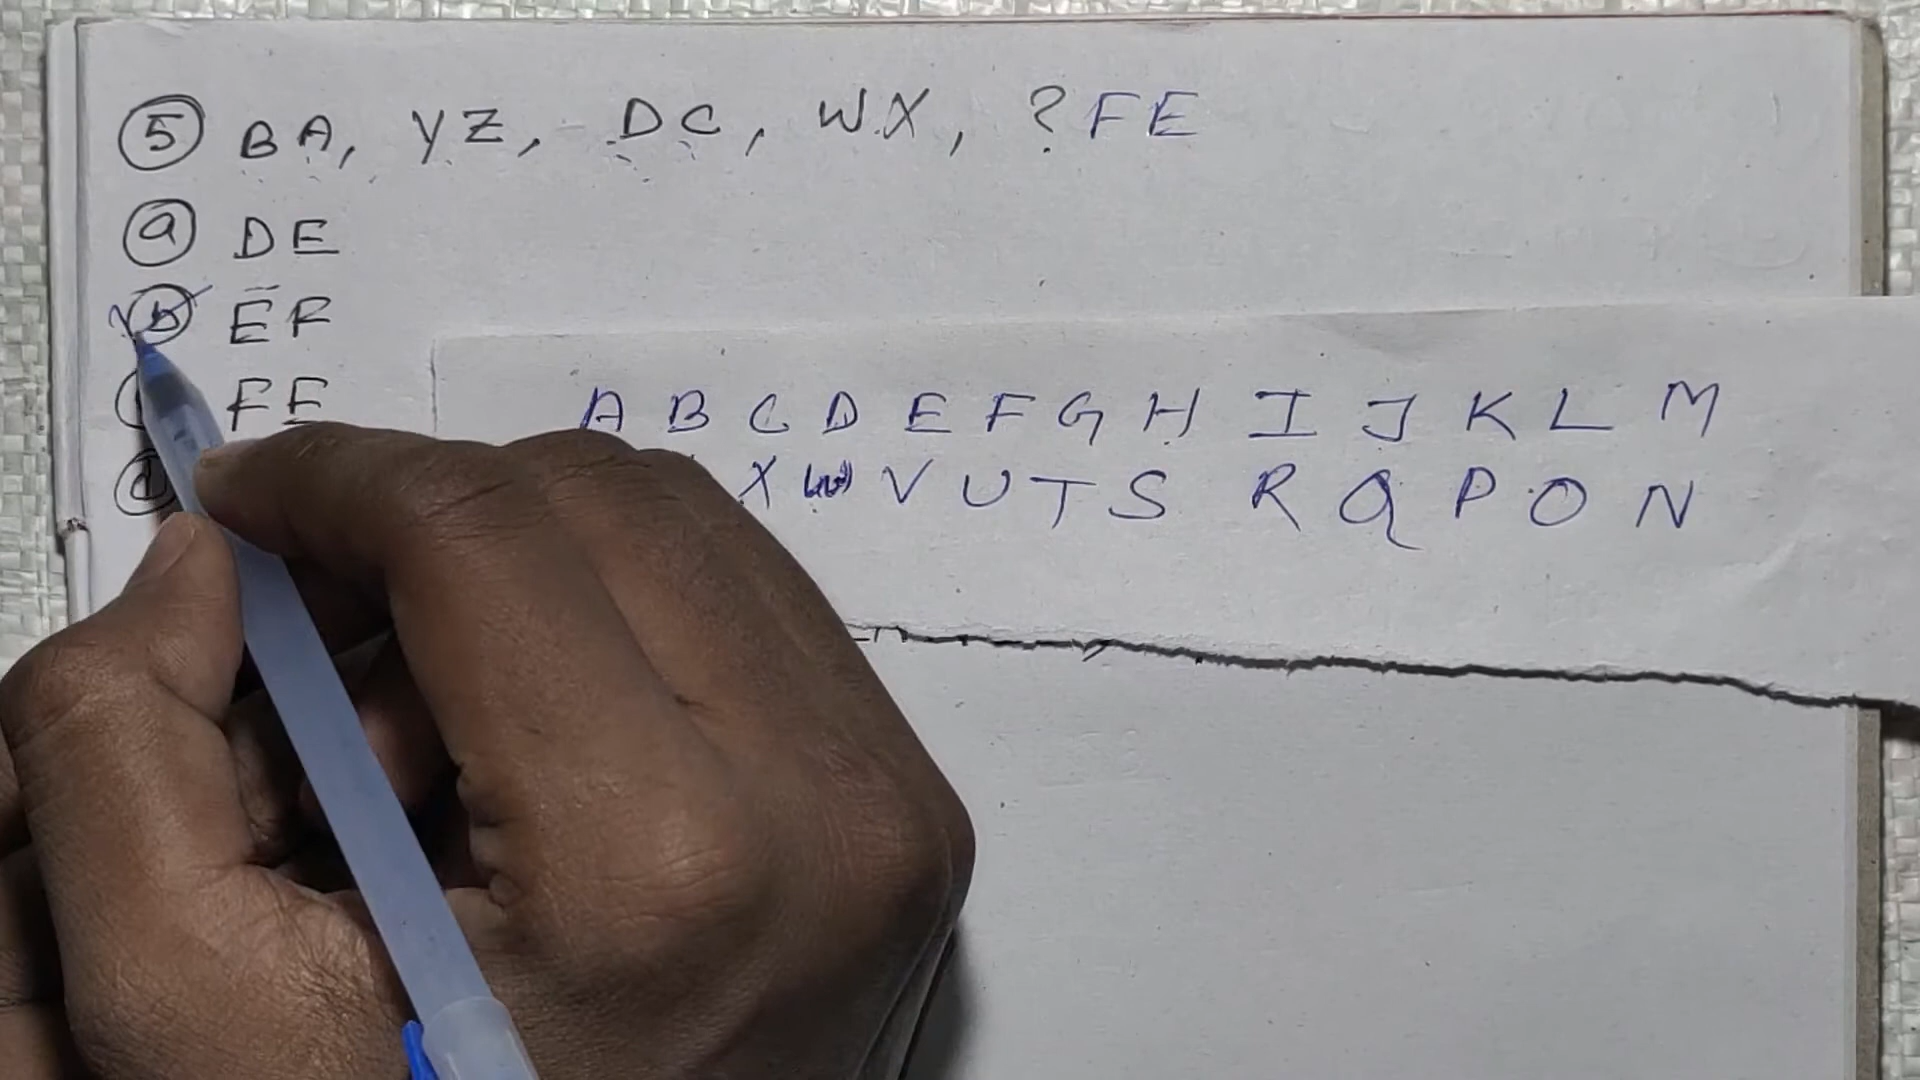 5 BA, YZ, DC, WX, ? FE
a DE
b EF
FE
d
A B C D E F G H I J K L M
X W V U T S R Q P O N